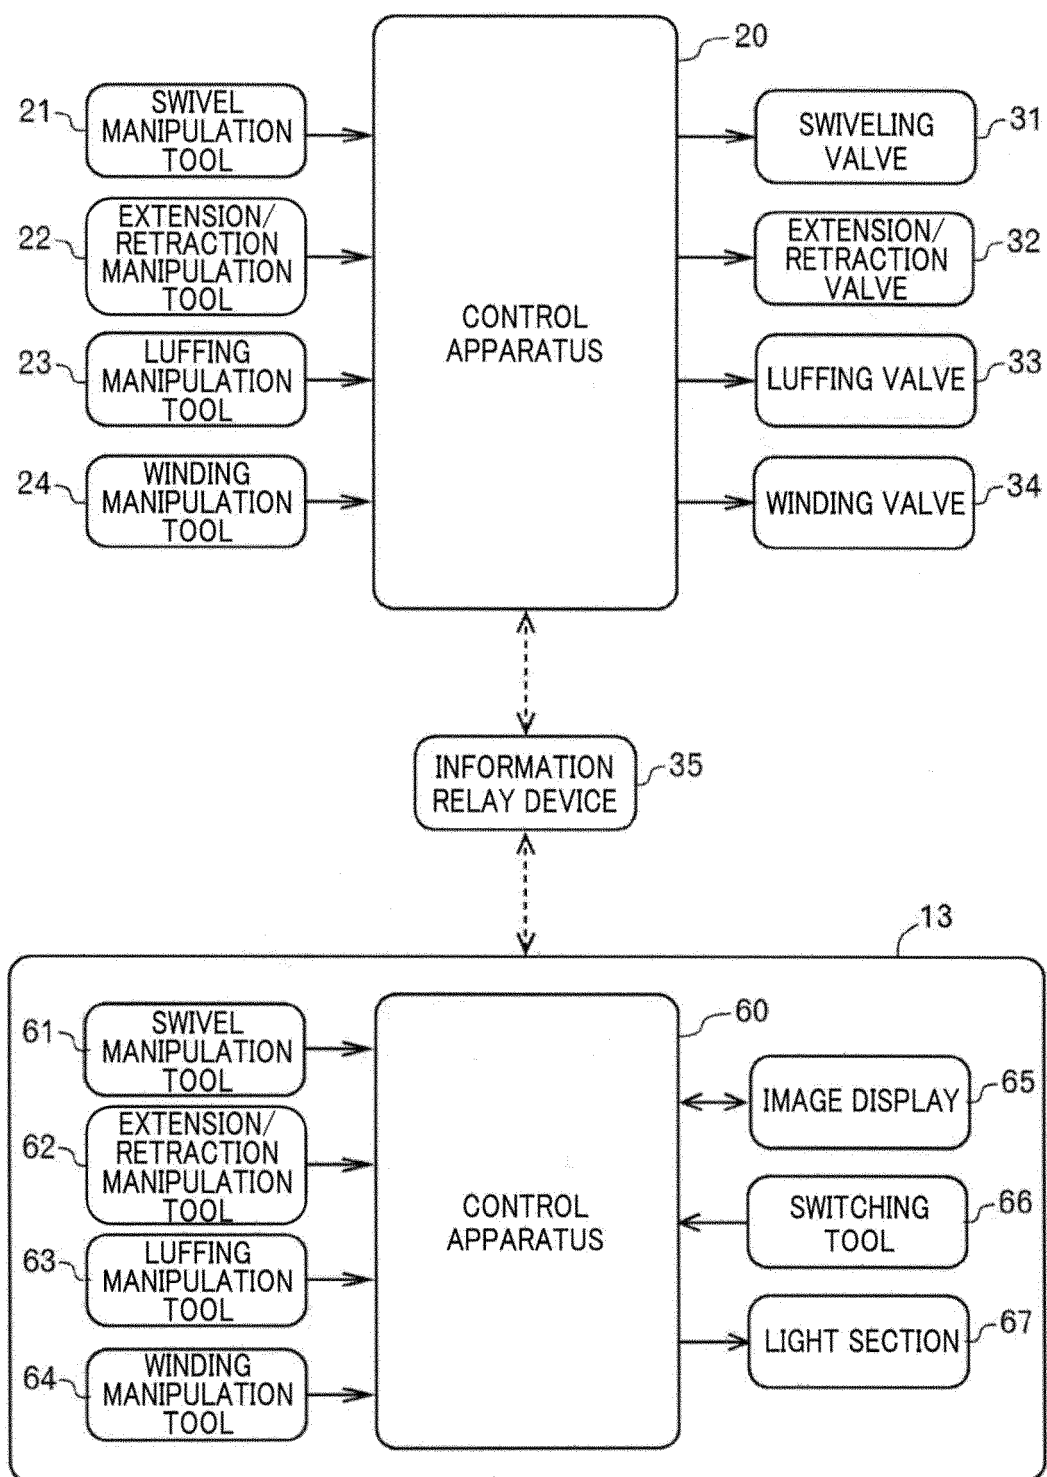 20
21
SWIVEL
MANIPULATION
TOOL
SWIVELING
VALVE
31
22
EXTENSION/
RETRACTION
MANIPULATION
TOOL
EXTENSION/
RETRACTION
VALVE
32
CONTROL
APPARATUS
23
LUFFING
MANIPULATION
TOOL
LUFFING VALVE
33
24
WINDING
MANIPULATION
TOOL
WINDING VALVE
34
INFORMATION
RELAY DEVICE
35
13
61
SWIVEL
MANIPULATION
TOOL
60
IMAGE DISPLAY
65
62
EXTENSION/
RETRACTION
MANIPULATION
TOOL
CONTROL
APPARATUS
SWITCHING
TOOL
66
63
LUFFING
MANIPULATION
TOOL
LIGHT SECTION
67
64
WINDING
MANIPULATION
TOOL